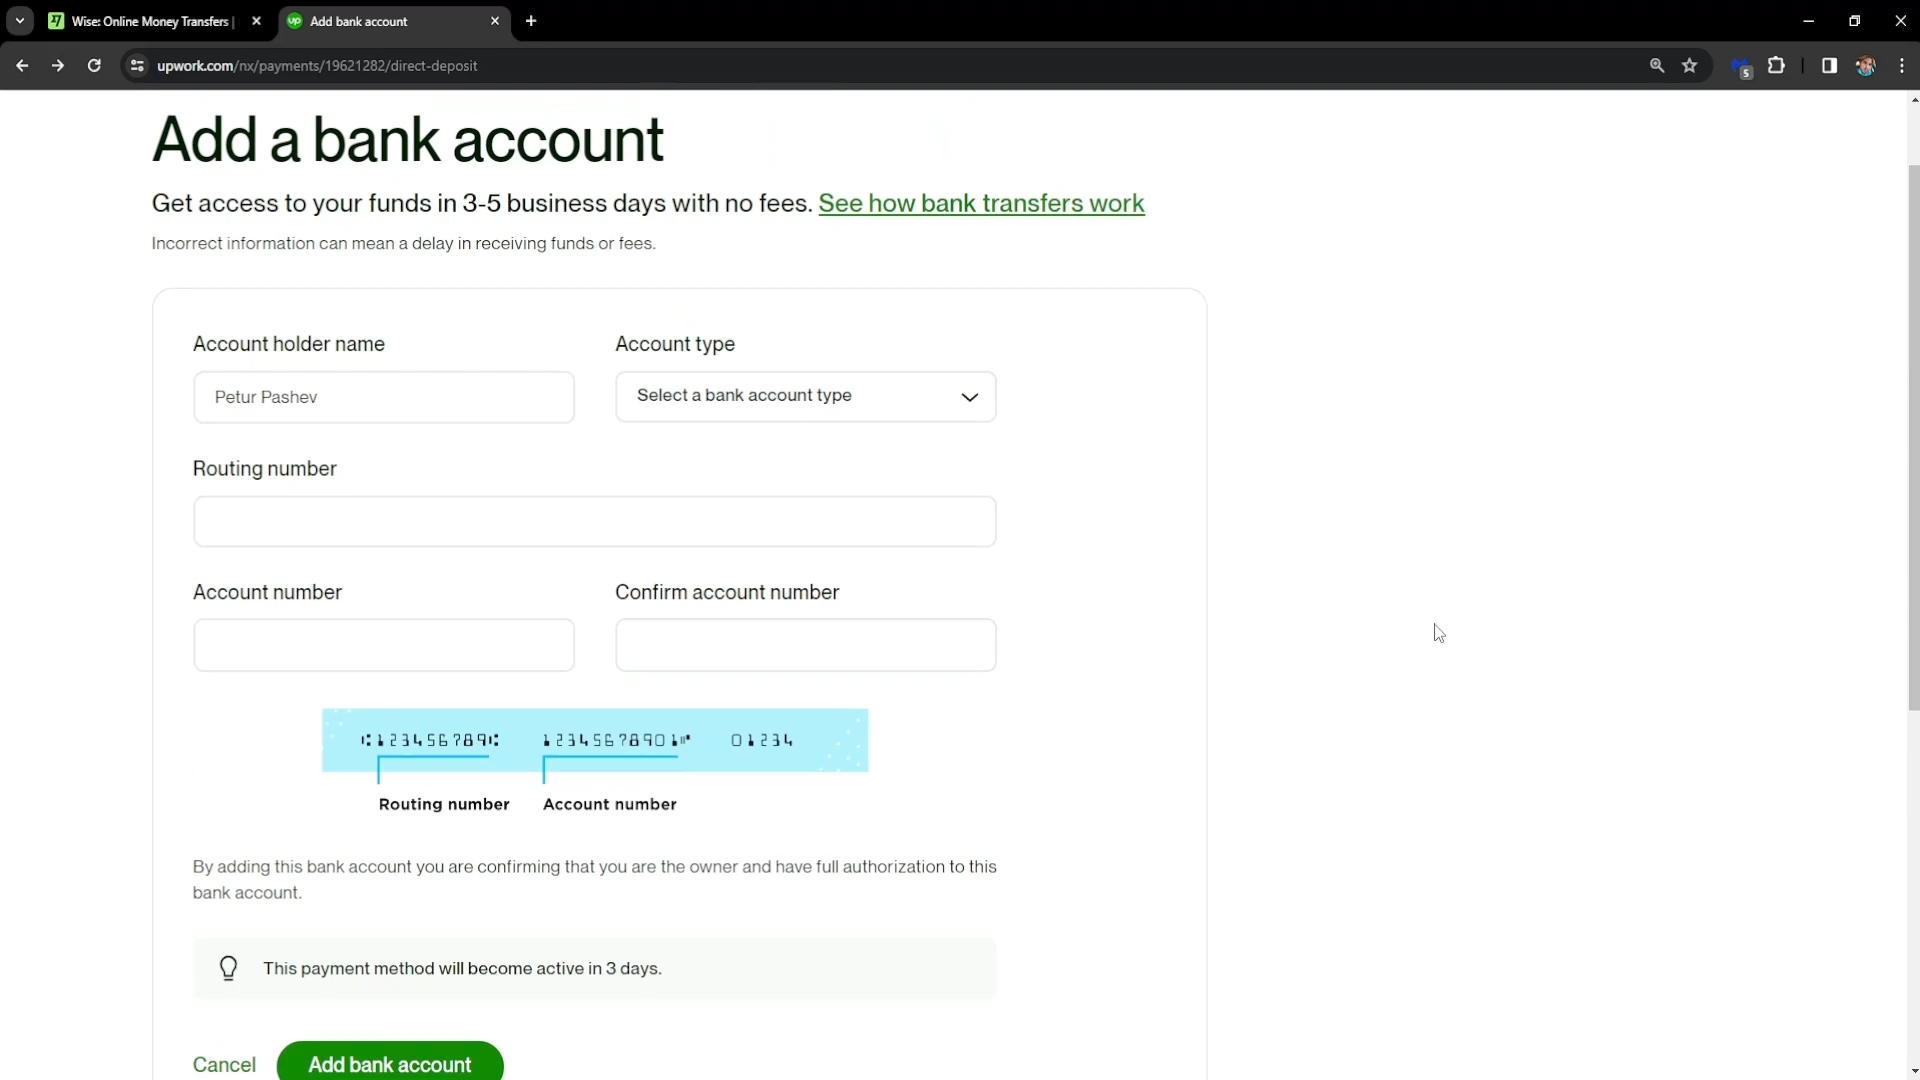 Wise: Online Money Transfers |
up
Add bank account
upwork.com/nx/payments/19621282/direct-deposit
5
Add a bank account
Get access to your funds in 3-5 business days with no fees. See how bank transfers work
Incorrect information can mean a delay in receiving funds or fees.
Account holder name
Account type
Petur Pashev
Select a bank account type
Routing number
Account number
Confirm account number
⑆123456789⑆ 12345678901⑈ 01234
Routing number
Account number
By adding this bank account you are confirming that you are the owner and have full authorization to this
bank account.
This payment method will become active in 3 days.
Cancel
Add bank account